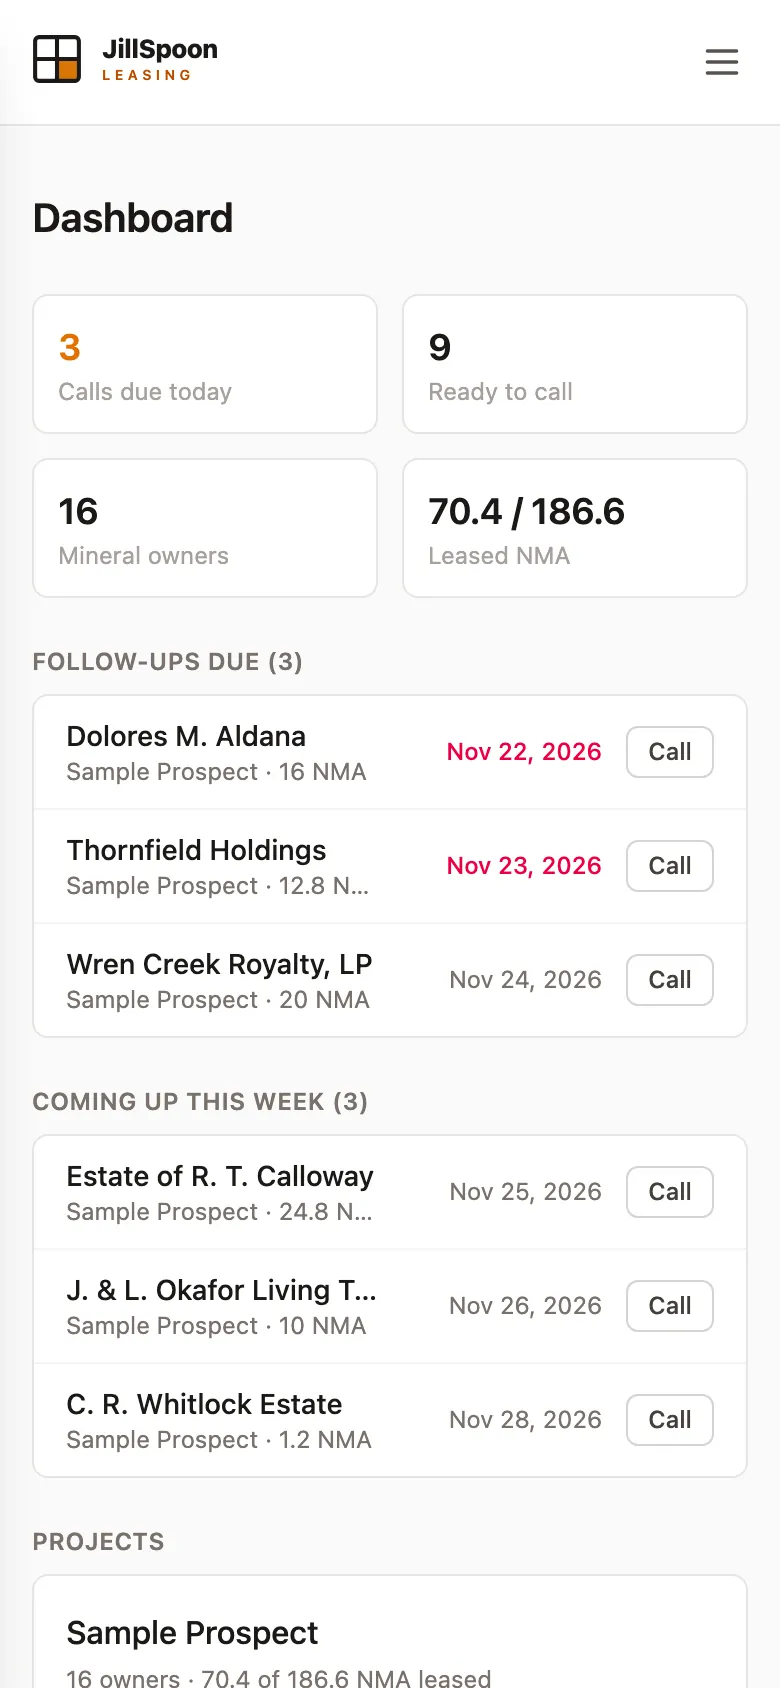 JillSpoon
LEASING
Dashboard
3
Calls due today
9
Ready to call
16
Mineral owners
70.4 / 186.6
Leased NMA
FOLLOW-UPS DUE (3)
Dolores M. Aldana
Sample Prospect · 16 NMA
Nov 22, 2026
Call
Thornfield Holdings
Sample Prospect · 12.8 N...
Nov 23, 2026
Call
Wren Creek Royalty, LP
Sample Prospect · 20 NMA
Nov 24, 2026
Call
COMING UP THIS WEEK (3)
Estate of R. T. Calloway
Sample Prospect · 24.8 N...
Nov 25, 2026
Call
J. & L. Okafor Living T...
Sample Prospect · 10 NMA
Nov 26, 2026
Call
C. R. Whitlock Estate
Sample Prospect · 1.2 NMA
Nov 28, 2026
Call
PROJECTS
Sample Prospect
16 owners · 70.4 of 186.6 NMA leased